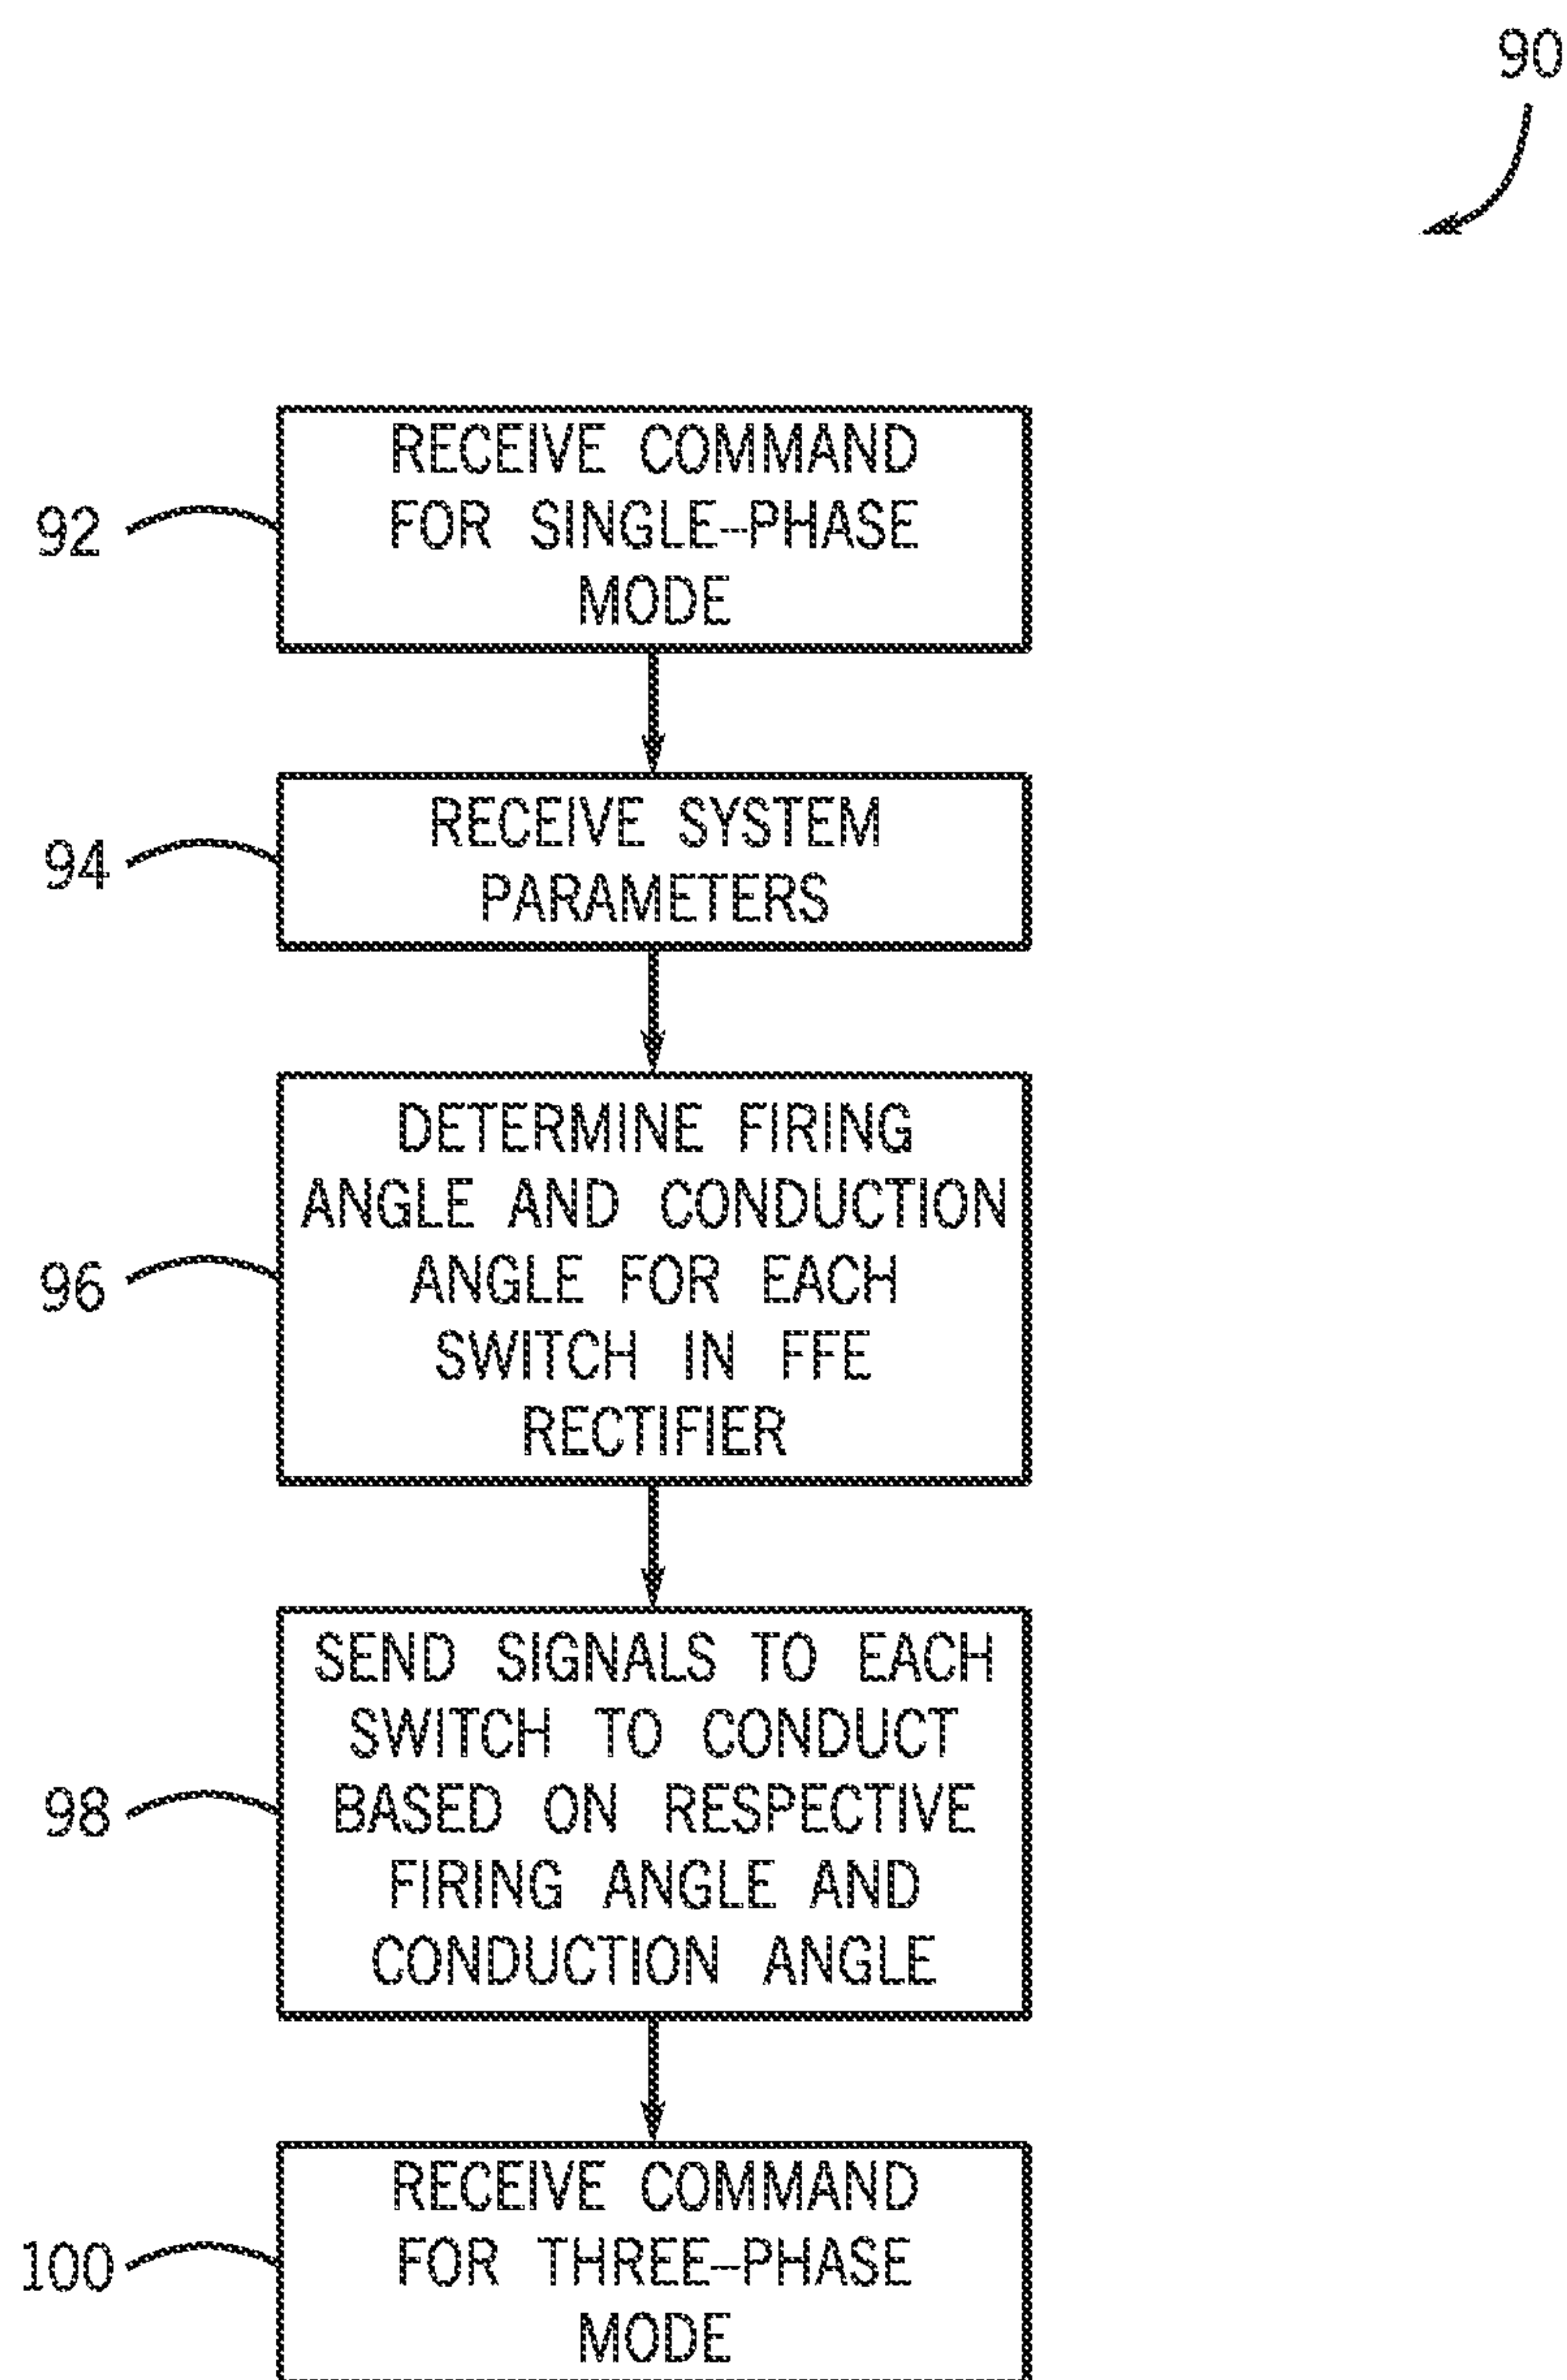 90
RECEIVE COMMAND
FOR SINGLE-PHASE
MODE
92
RECEIVE SYSTEM
PARAMETERS
94
DETERMINE FIRING
ANGLE AND CONDUCTION
ANGLE FOR EACH
SWITCH IN FFE
RECTIFIER
96
SEND SIGNALS TO EACH
SWITCH TO CONDUCT
BASED ON RESPECTIVE
FIRING ANGLE AND
CONDUCTION ANGLE
98
RECEIVE COMMAND
FOR THREE-PHASE
MODE
100